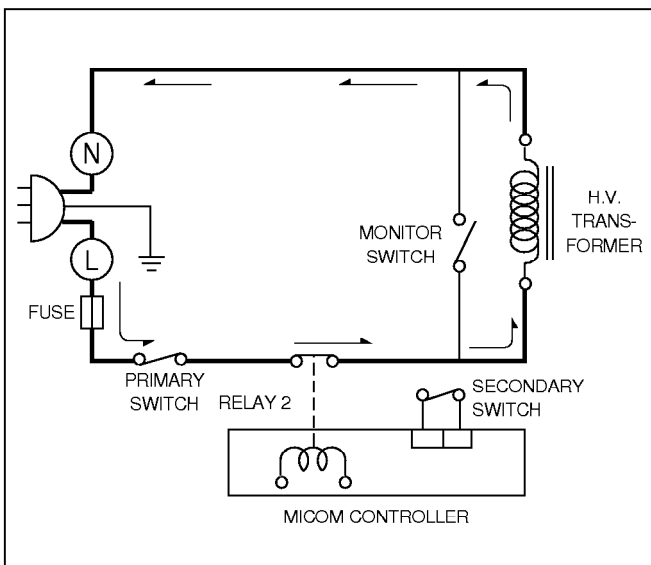 N
H.V.
TRANS-
FORMER
MONITOR
SWITCH
L
FUSE
PRIMARY
SWITCH
RELAY 2
SECONDARY
SWITCH
MICOM CONTROLLER